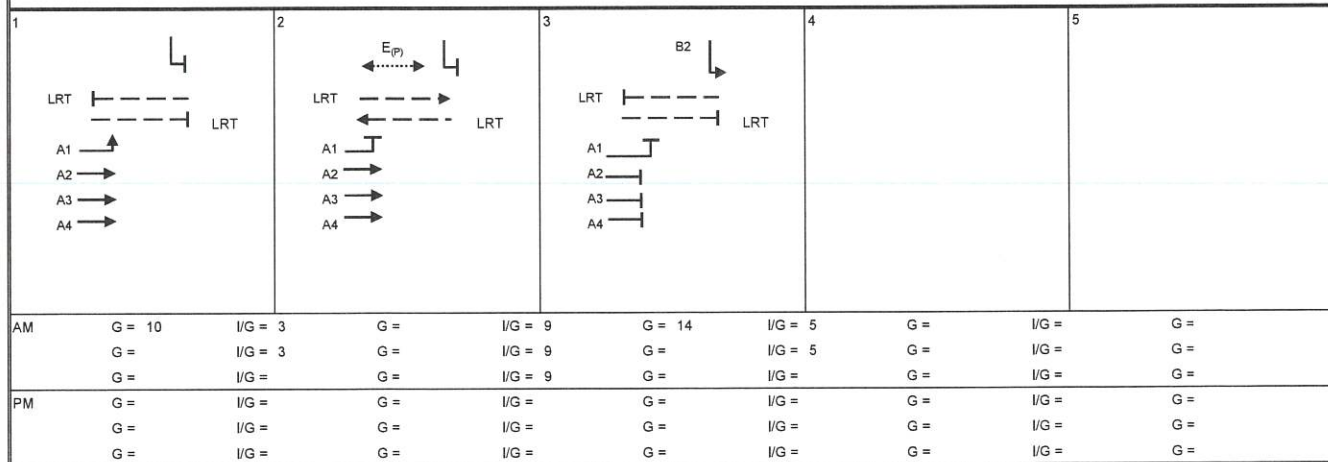 1 2 3 4 5
E(P) B2
LRT LRT LRT
LRT LRT LRT
A1 A1 A1
A2 A2 A2
A3 A3 A3
A4 A4 A4
AM G = 10 I/G = 3 G = I/G = 9 G = 14 I/G = 5 G = I/G = G =
G = I/G = 3 G = I/G = 9 G = I/G = 5 G = I/G = G =
G = I/G = G = I/G = 9 G = I/G = G = I/G = G =
PM G = I/G = G = I/G = G = I/G = G = I/G = G =
G = I/G = G = I/G = G = I/G = G = I/G = G =
G = I/G = G = I/G = G = I/G = G = I/G = G =